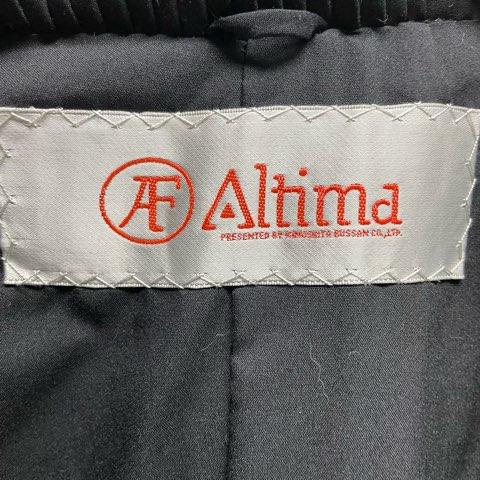 AF Altima
PRESENTED BY KINOSHITA BUSSAN CO.,LTD.